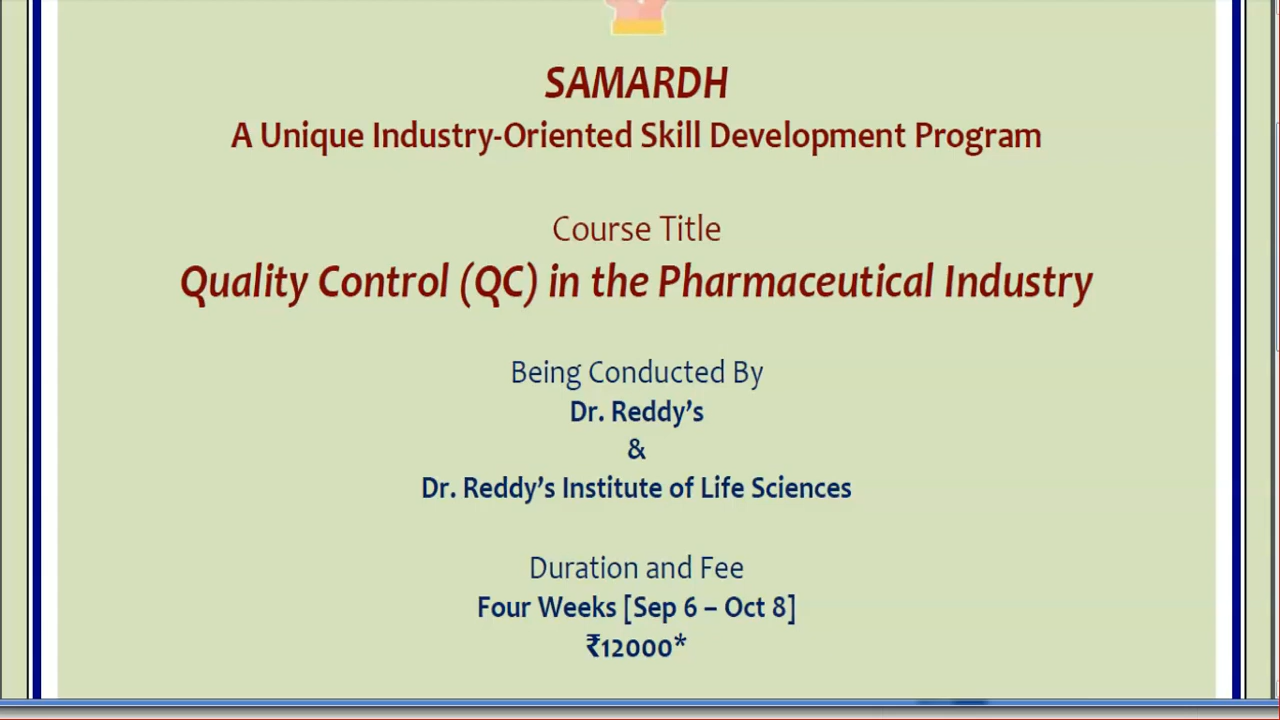 SAMARDH
A Unique Industry-Oriented Skill Development Program
Course Title
Quality Control (QC) in the Pharmaceutical Industry
Being Conducted By
Dr. Reddy's
&
Dr. Reddy's Institute of Life Sciences
Duration and Fee
Four Weeks [Sep 6 – Oct 8]
₹12000*